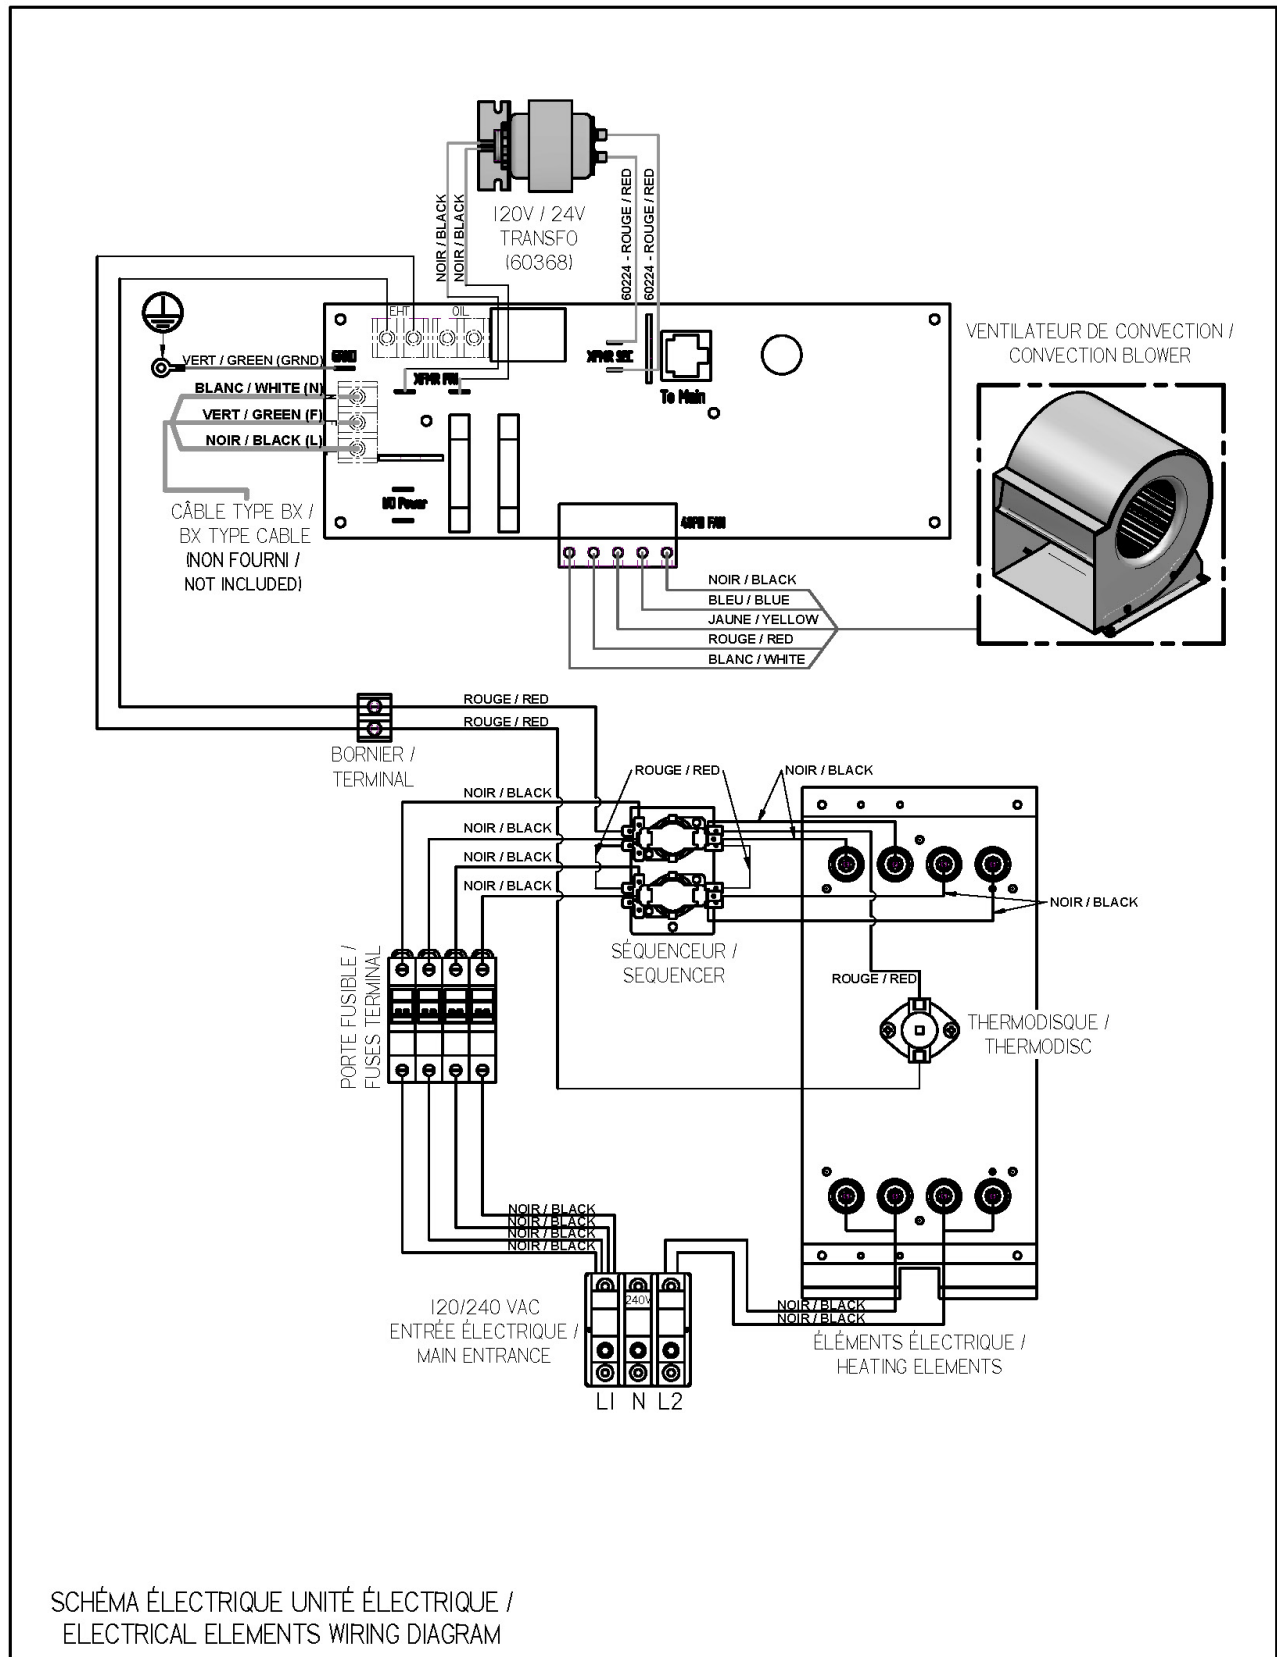 120V / 24V
TRANSFO
(60368)
NOIR / BLACK
NOIR / BLACK
60224 - ROUGE / RED
60224 - ROUGE / RED
EHT
OIL
GRND
XFMR PRI
XFMR SEC
To Main
VERT / GREEN (GRND)
BLANC / WHITE (N)
VERT / GREEN (F)
NOIR / BLACK (L)
N
CÂBLE TYPE BX /
BX TYPE CABLE
(NON FOURNI /
NOT INCLUDED)
Power
FAN
VENTILATEUR DE CONVECTION /
CONVECTION BLOWER
NOIR / BLACK
BLEU / BLUE
JAUNE / YELLOW
ROUGE / RED
BLANC / WHITE
ROUGE / RED
ROUGE / RED
BORNIER /
TERMINAL
ROUGE / RED
NOIR / BLACK
NOIR / BLACK
NOIR / BLACK
NOIR / BLACK
NOIR / BLACK
NOIR / BLACK
SÉQUENCEUR /
SEQUENCER
PORTE FUSIBLE /
FUSES TERMINAL
ROUGE / RED
THERMODISQUE /
THERMODISC
NOIR / BLACK
NOIR / BLACK
NOIR / BLACK
NOIR / BLACK
120/240 VAC
ENTRÉE ÉLECTRIQUE /
MAIN ENTRANCE
240V
L1 N L2
NOIR / BLACK
NOIR / BLACK
ÉLÉMENTS ÉLECTRIQUE /
HEATING ELEMENTS
SCHÉMA ÉLECTRIQUE UNITÉ ÉLECTRIQUE /
ELECTRICAL ELEMENTS WIRING DIAGRAM